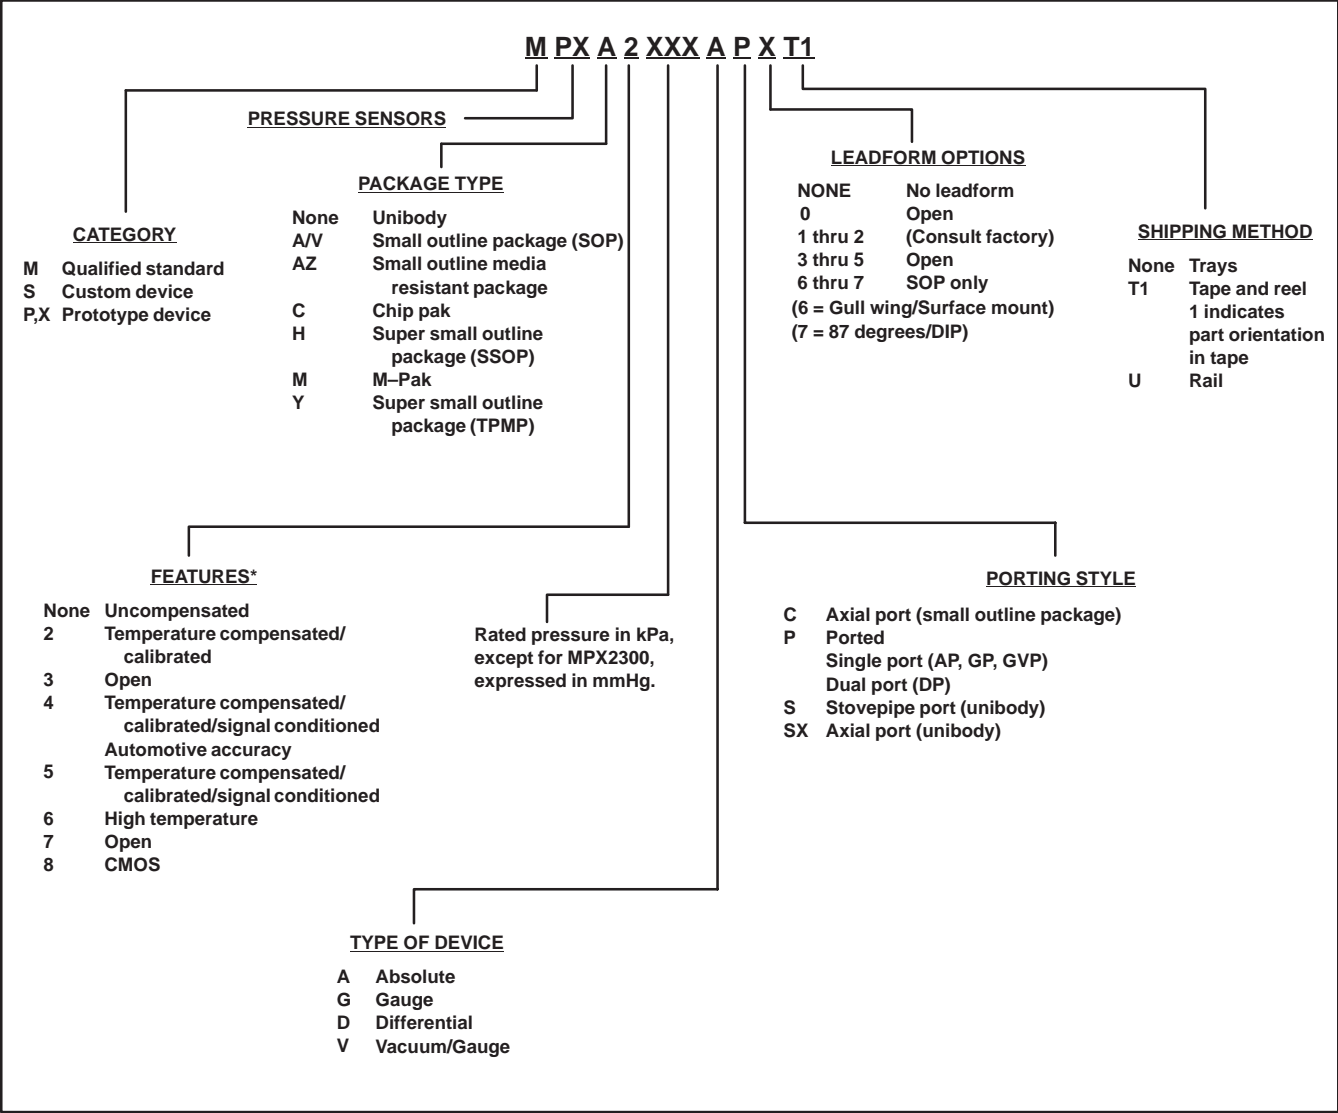 M PX A 2 XXX A P X T1
PRESSURE SENSORS
PACKAGE TYPE
None Unibody
A/V Small outline package (SOP)
AZ Small outline media
resistant package
C Chip pak
H Super small outline
package (SSOP)
M M–Pak
Y Super small outline
package (TPMP)
CATEGORY
M Qualified standard
S Custom device
P,X Prototype device
LEADFORM OPTIONS
NONE No leadform
0 Open
1 thru 2 (Consult factory)
3 thru 5 Open
6 thru 7 SOP only
(6 = Gull wing/Surface mount)
(7 = 87 degrees/DIP)
SHIPPING METHOD
None Trays
T1 Tape and reel
1 indicates
part orientation
in tape
U Rail
FEATURES*
None Uncompensated
2 Temperature compensated/
calibrated
3 Open
4 Temperature compensated/
calibrated/signal conditioned
Automotive accuracy
5 Temperature compensated/
calibrated/signal conditioned
6 High temperature
7 Open
8 CMOS
Rated pressure in kPa,
except for MPX2300,
expressed in mmHg.
PORTING STYLE
C Axial port (small outline package)
P Ported
Single port (AP, GP, GVP)
Dual port (DP)
S Stovepipe port (unibody)
SX Axial port (unibody)
TYPE OF DEVICE
A Absolute
G Gauge
D Differential
V Vacuum/Gauge